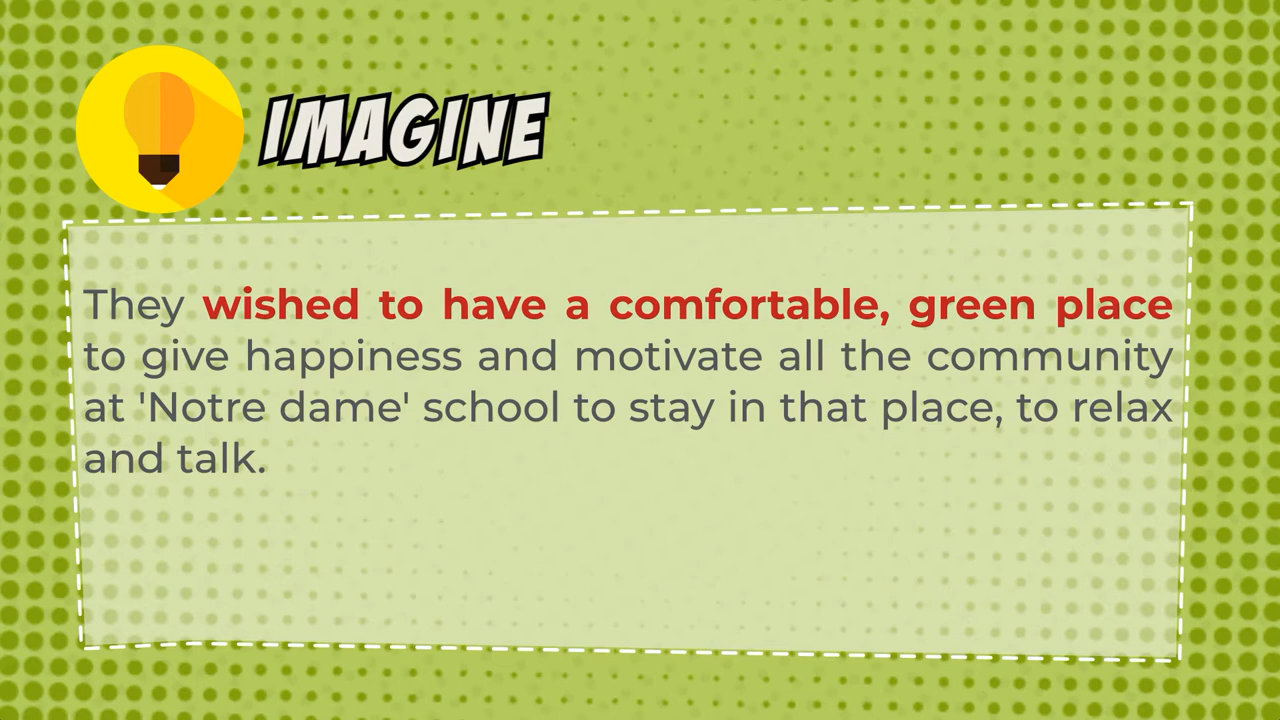 IMAGINE
They wished to have a comfortable, green place
to give happiness and motivate all the community
at 'Notre dame' school to stay in that place, to relax
and talk.